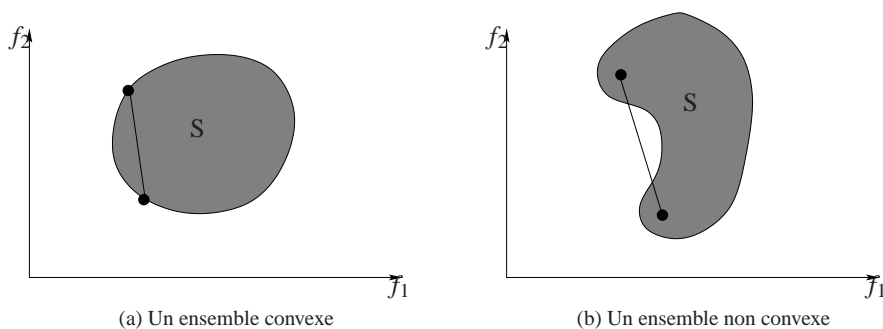 f2
S
f1
(a) Un ensemble convexe
f2
S
f1
(b) Un ensemble non convexe